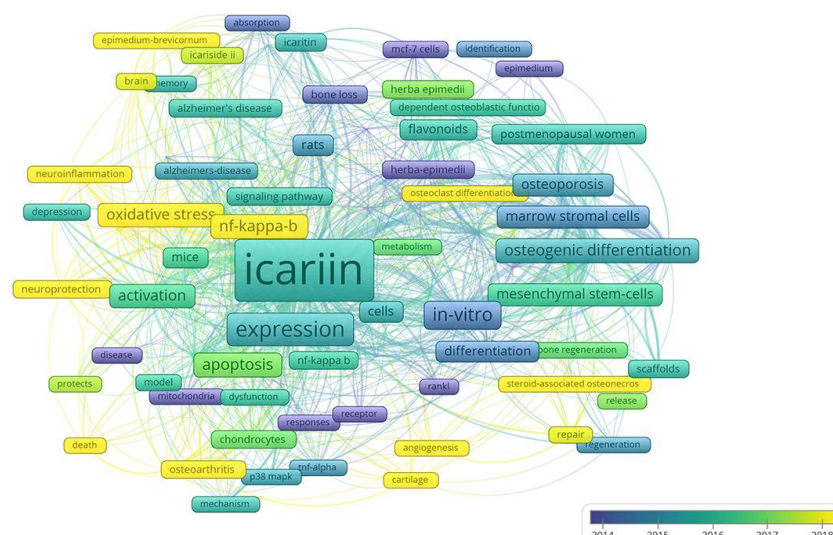 absorption
epimedium-brevicornum
icaritin
mcf-7 cells
identification
icariside ii
epimedium
brain
memory
bone loss
herba epimedii
alzheimer's disease
dependent osteoblastic functio
flavonoids
postmenopausal women
rats
alzheimers-disease
herba-epimedii
neuroinflammation
osteoporosis
signaling pathway
osteoclast differentiation
depression
oxidative stress
marrow stromal cells
nf-kappa-b
metabolism
osteogenic differentiation
mice
icariin
neuroprotection
activation
mesenchymal stem-cells
cells
in-vitro
expression
disease
differentiation
bone regeneration
nf-kappa b
apoptosis
scaffolds
protects
model
rankl
steroid-associated osteonecros
mitochondria
dysfunction
release
receptor
responses
chondrocytes
repair
regeneration
death
angiogenesis
osteoarthritis
tnf-alpha
p38 mapk
cartilage
mechanism
2014
2015
2016
2017
2018